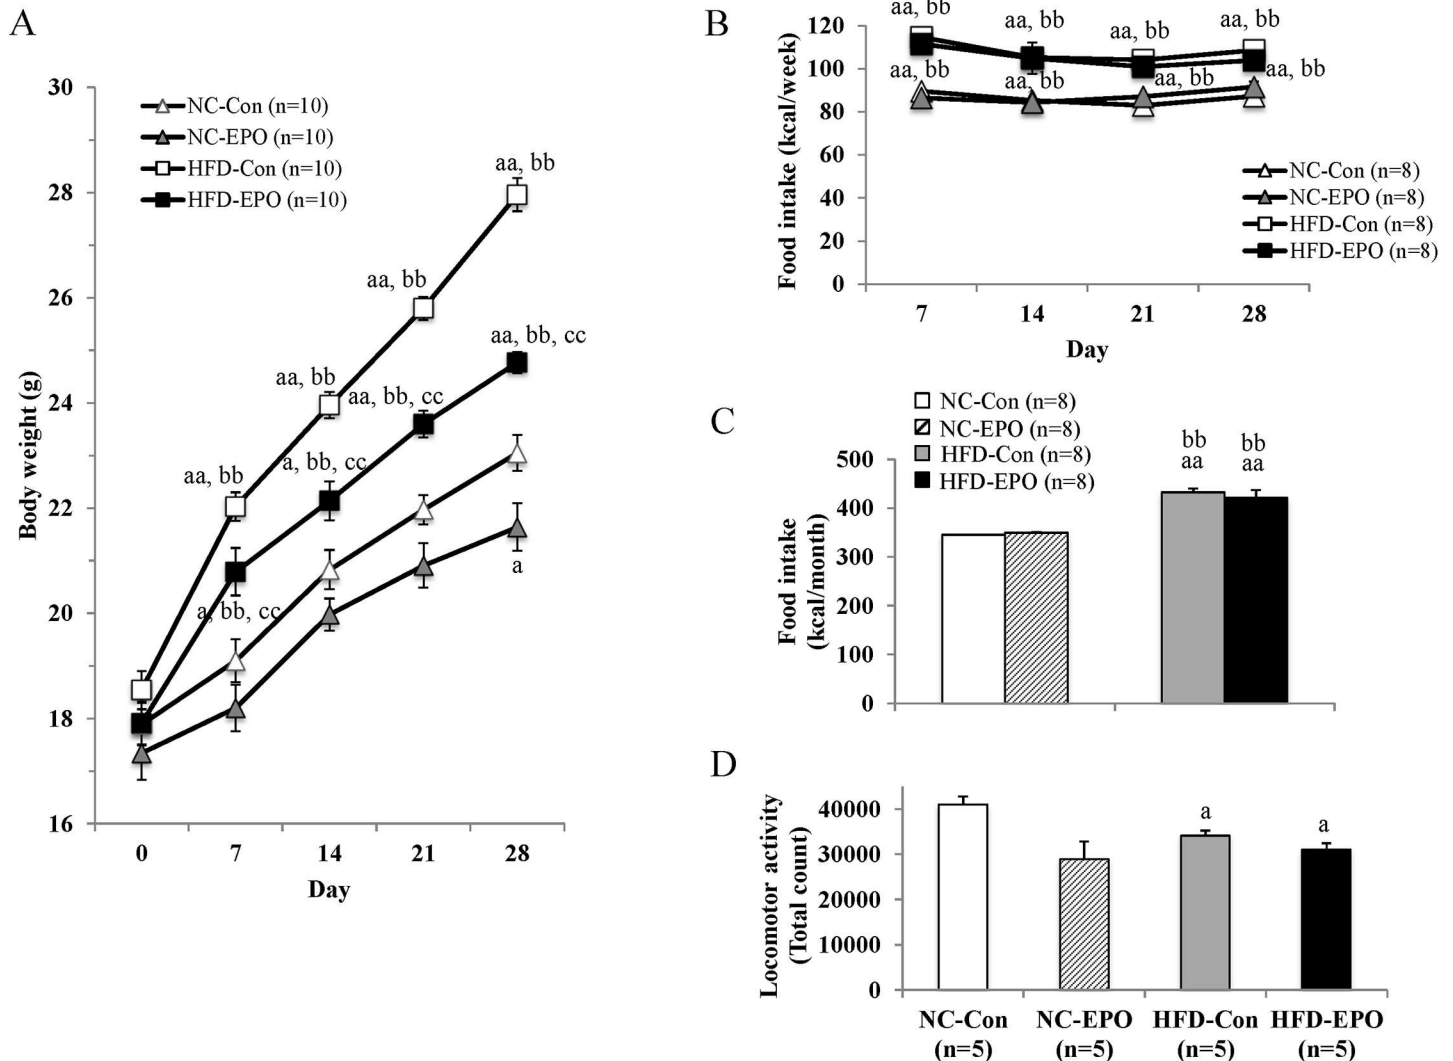 A
30
28
26
24
22
20
18
16
Body weight (g)
NC-Con (n=10)
NC-EPO (n=10)
HFD-Con (n=10)
HFD-EPO (n=10)
aa, bb
aa, bb
aa, bb, cc
aa, bb
aa, bb, cc
aa, bb
a, bb, cc
a, bb, cc
a
0 7 14 21 28
Day
B
120
100
80
60
40
20
0
Food intake (kcal/week)
aa, bb aa, bb aa, bb aa, bb
aa, bb aa, bb aa, bb aa, bb
NC-Con (n=8)
NC-EPO (n=8)
HFD-Con (n=8)
HFD-EPO (n=8)
7 14 21 28
Day
C
NC-Con (n=8)
NC-EPO (n=8)
HFD-Con (n=8)
HFD-EPO (n=8)
500
400
300
200
100
0
Food intake
(kcal/month)
bb bb
aa aa
D
40000
30000
20000
10000
0
Locomotor activity
(Total count)
a a
NC-Con NC-EPO HFD-Con HFD-EPO
(n=5) (n=5) (n=5) (n=5)